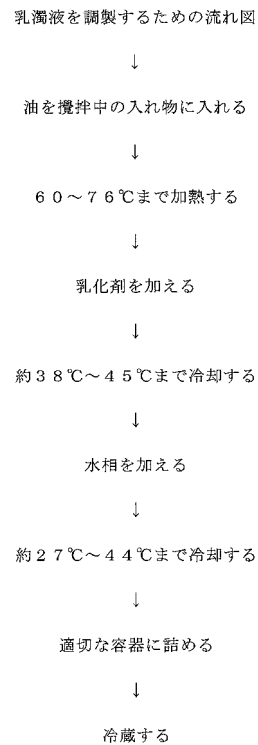 乳濁液を調製するための流れ図
↓
油を攪拌中の入れ物に入れる
↓
６０～７６℃まで加熱する
↓
乳化剤を加える
↓
約３８℃～４５℃まで冷却する
↓
水相を加える
↓
約２７℃～４４℃まで冷却する
↓
適切な容器に詰める
↓
冷蔵する